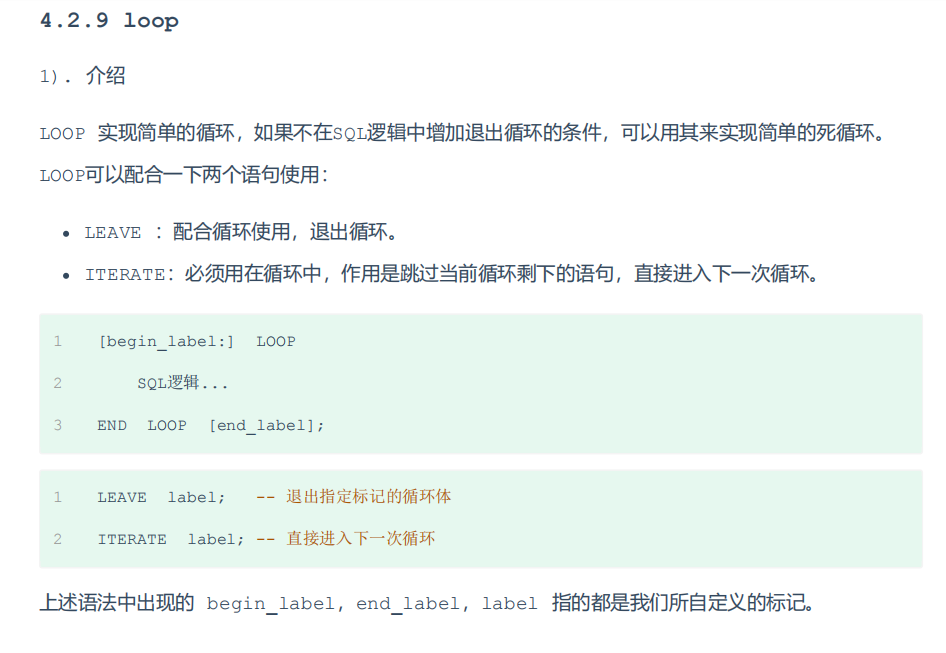 4.2.9 loop
1). 介绍
LOOP 实现简单的循环，如果不在SQL逻辑中增加退出循环的条件，可以用其来实现简单的死循环。
LOOP可以配合一下两个语句使用：
• LEAVE ：配合循环使用，退出循环。
• ITERATE：必须用在循环中，作用是跳过当前循环剩下的语句，直接进入下一次循环。
1 [begin_label:] LOOP
2 SQL逻辑...
3 END LOOP [end_label];
1 LEAVE label; -- 退出指定标记的循环体
2 ITERATE label; -- 直接进入下一次循环
上述语法中出现的 begin_label，end_label，label 指的都是我们所自定义的标记。